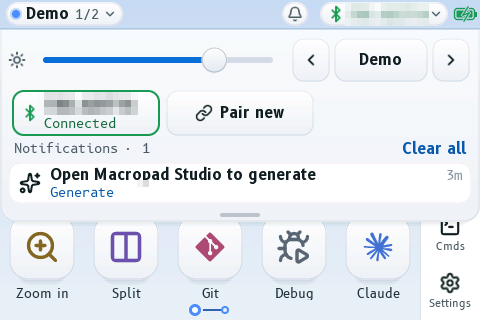 Demo 1/2
Demo
Connected
Pair new
Notifications · 1
Clear all
Open Macropad Studio to generate
3m
Generate
Cmds
Zoom in
Split
Git
Debug
Claude
Settings